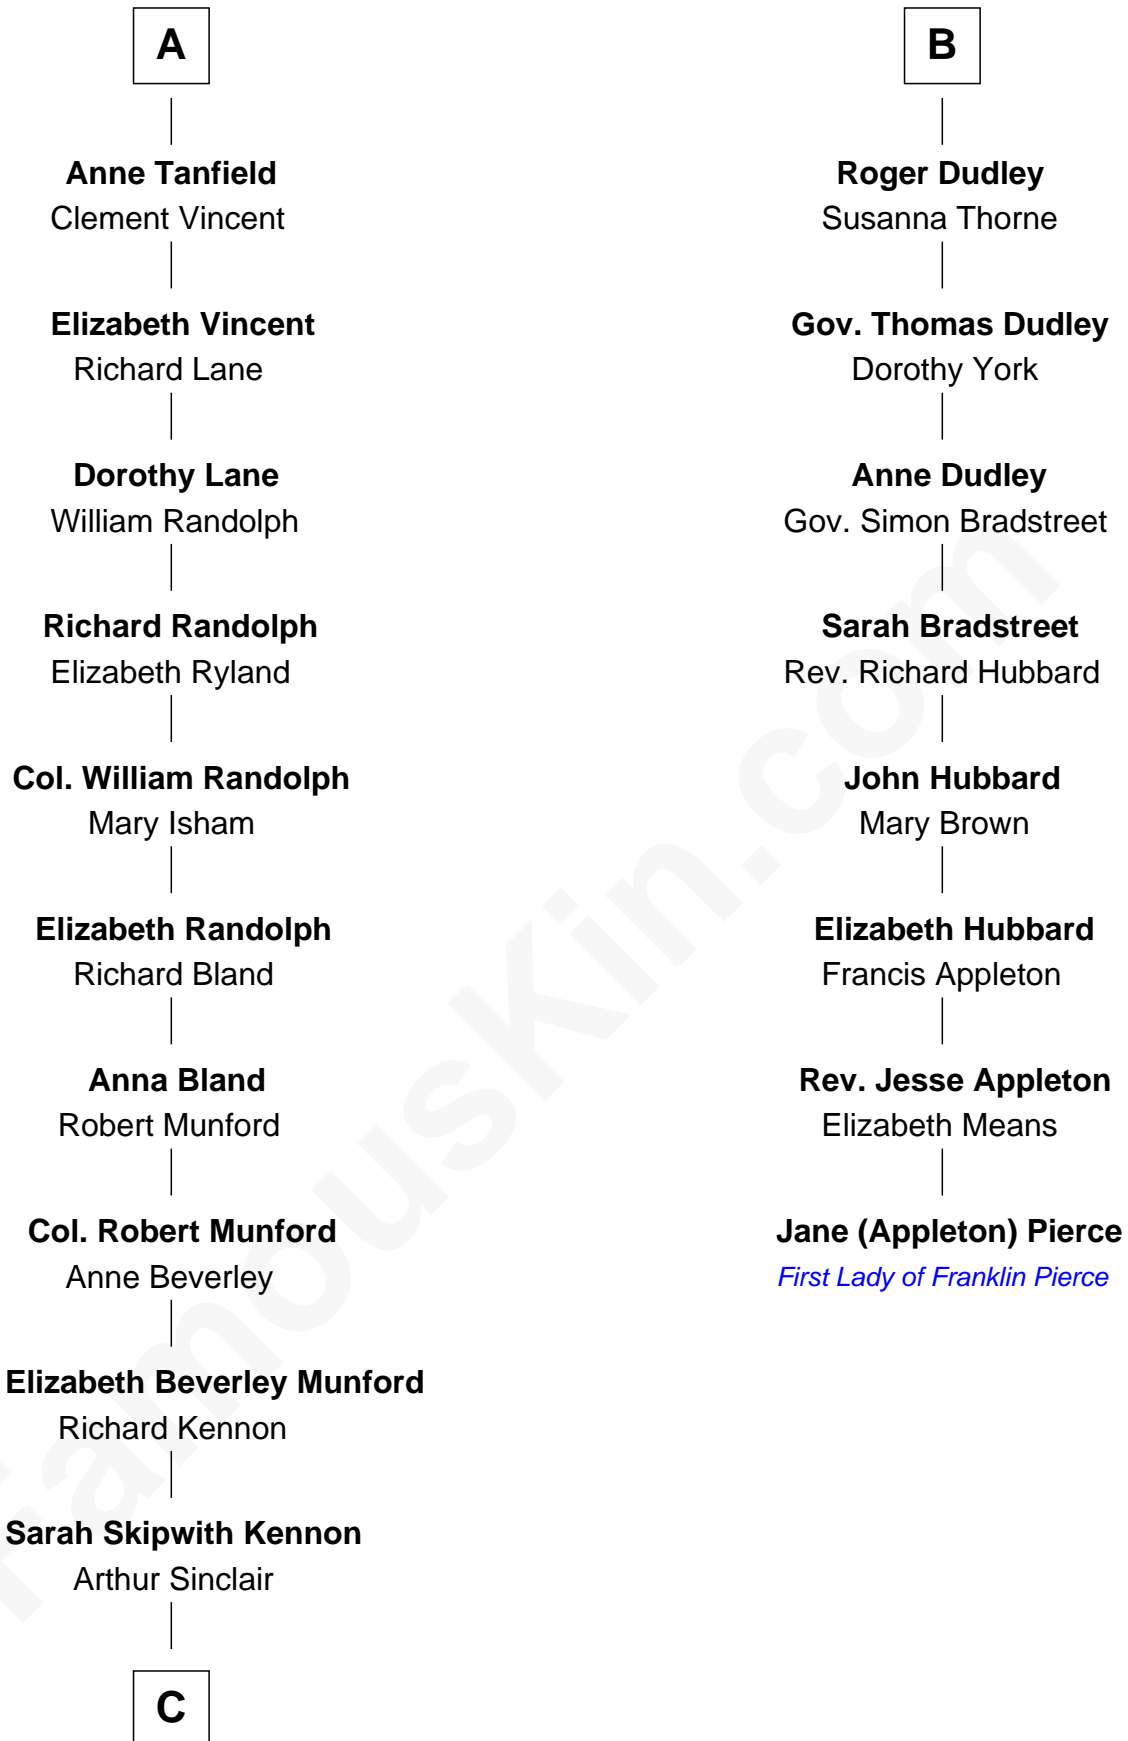 A
Anne Tanfield
Clement Vincent
Elizabeth Vincent
Richard Lane
Dorothy Lane
William Randolph
Richard Randolph
Elizabeth Ryland
Col. William Randolph
Mary Isham
Elizabeth Randolph
Richard Bland
Anna Bland
Robert Munford
Col. Robert Munford
Anne Beverley
Elizabeth Beverley Munford
Richard Kennon
Sarah Skipwith Kennon
Arthur Sinclair
C
B
Roger Dudley
Susanna Thorne
Gov. Thomas Dudley
Dorothy York
Anne Dudley
Gov. Simon Bradstreet
Sarah Bradstreet
Rev. Richard Hubbard
John Hubbard
Mary Brown
Elizabeth Hubbard
Francis Appleton
Rev. Jesse Appleton
Elizabeth Means
Jane (Appleton) Pierce
First Lady of Franklin Pierce
FamousKin.com